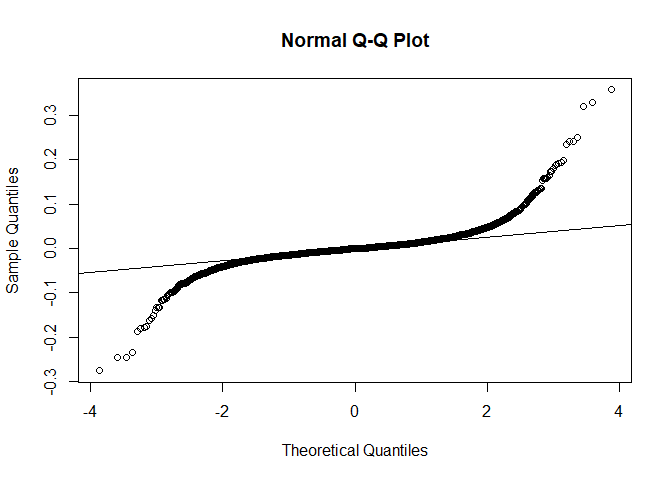 Normal Q-Q Plot
Sample Quantiles
0.3
0.2
0.1
0.0
-0.1
-0.2
-0.3
-4 -2 0 2 4
Theoretical Quantiles